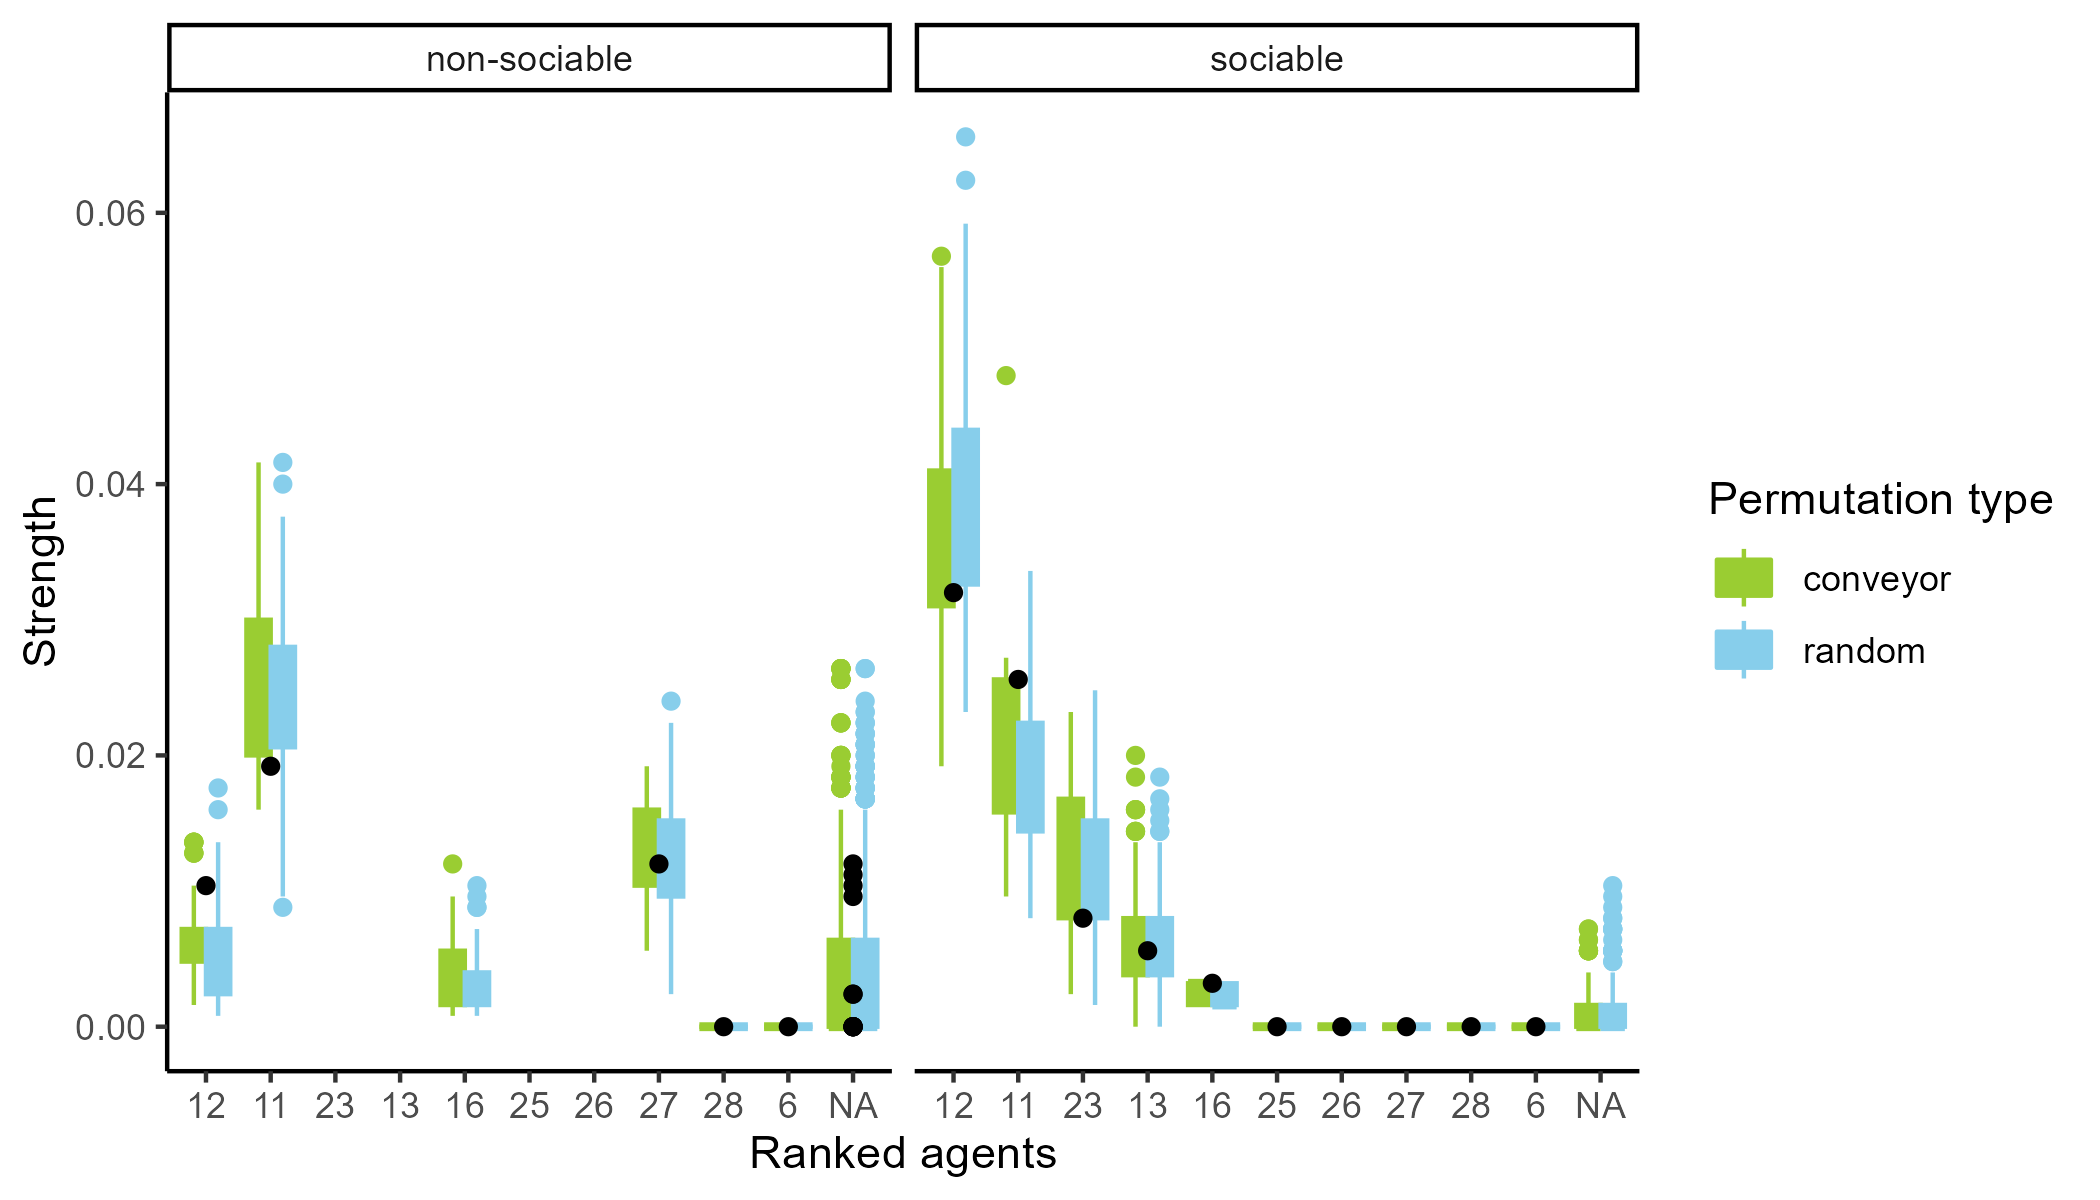 non-sociable
sociable
0.06
0.04
0.02
0.00
Strength
12 11 23 13 16 25 26 27 28 6 NA
12 11 23 13 16 25 26 27 28 6 NA
Ranked agents
Permutation type
conveyor
random